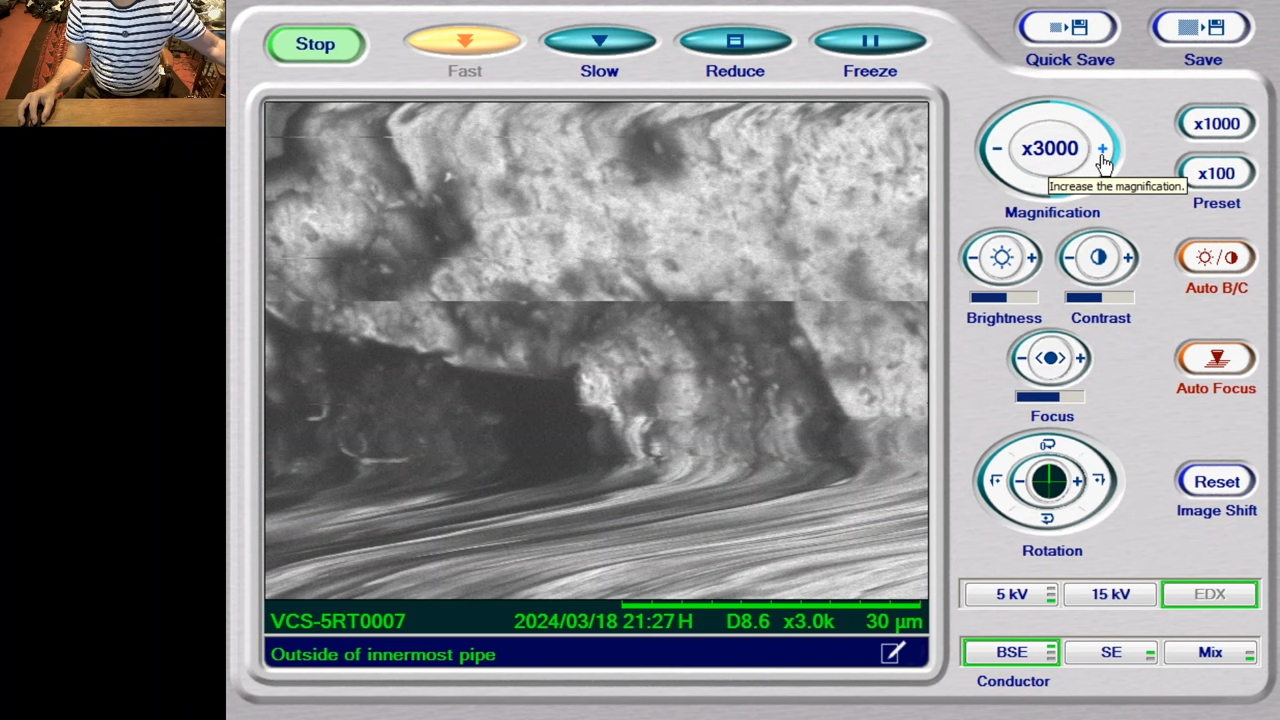 Stop
Fast
Slow
Reduce
Freeze
Quick Save
Save
x3000
Increase the magnification.
Magnification
x1000
x100
Preset
Brightness
Contrast
Auto B/C
Focus
Auto Focus
Rotation
Reset
Image Shift
5 kV
15 kV
EDX
BSE
SE
Mix
Conductor
VCS-5RT0007 2024/03/18 21:27 H D8.6 x3.0k 30 µm
Outside of innermost pipe